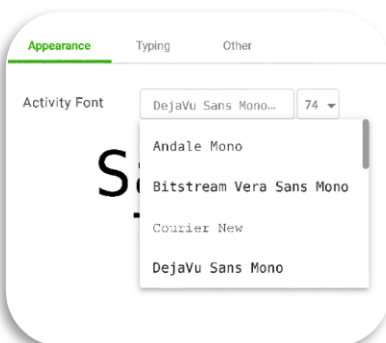 Appearance Typing Other
Activity Font DejaVu Sans Mono… 74
Andale Mono
Bitstream Vera Sans Mono
Courier New
DejaVu Sans Mono